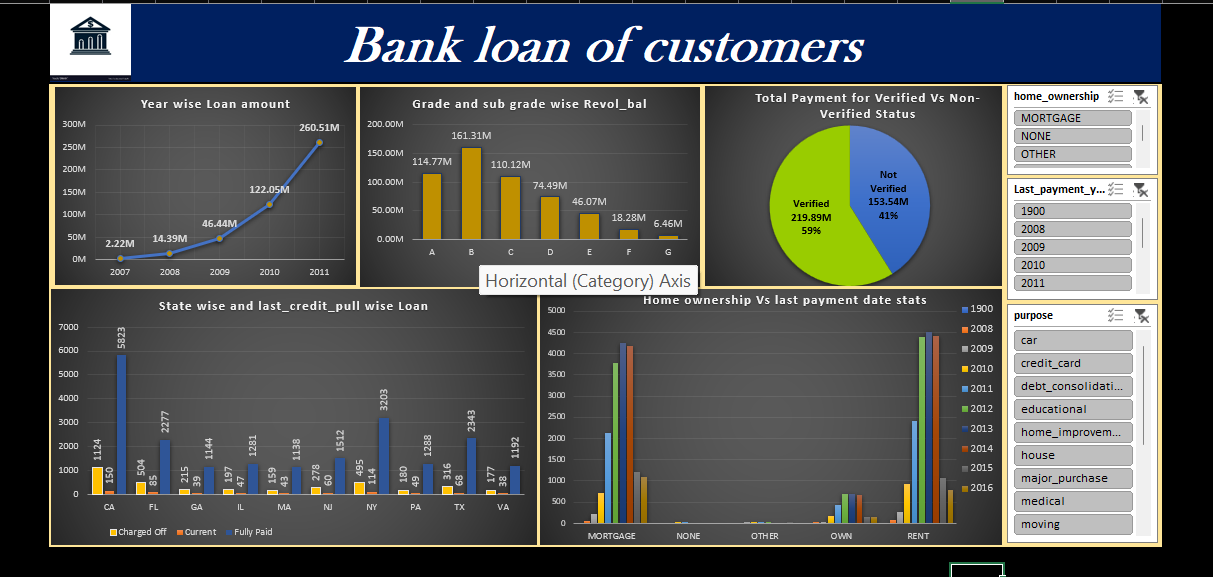 Bank loan of customers
Year wise Loan amount
300M
250M
200M
150M
100M
50M
0M
2.22M
14.39M
46.44M
122.05M
260.51M
2007 2008 2009 2010 2011
Grade and sub grade wise Revol_bal
200.00M
150.00M
100.00M
50.00M
0.00M
114.77M
161.31M
110.12M
74.49M
46.07M
18.28M
6.46M
A B C D E F G
Horizontal (Category) Axis
Total Payment for Verified Vs Non-
Verified Status
Not
Verified
153.54M
41%
Verified
219.89M
59%
home_ownership
MORTGAGE
NONE
OTHER
Last_payment_y...
1900
2008
2009
2010
2011
purpose
car
credit_card
debt_consolidati...
educational
home_improvem...
house
major_purchase
medical
moving
State wise and last_credit_pull wise Loan
7000
6000
5000
4000
3000
2000
1000
0
1124 150 5823
504 85 2277
215 39 1144
197 47 1281
159 43 1138
278 60 1512
495 114 3203
180 49 1288
316 68 2343
177 38 1192
CA FL GA IL MA NJ NY PA TX VA
Charged Off Current Fully Paid
Home ownership Vs last payment date stats
5000
4500
4000
3500
3000
2500
2000
1500
1000
500
0
MORTGAGE NONE OTHER OWN RENT
1900
2008
2009
2010
2011
2012
2013
2014
2015
2016